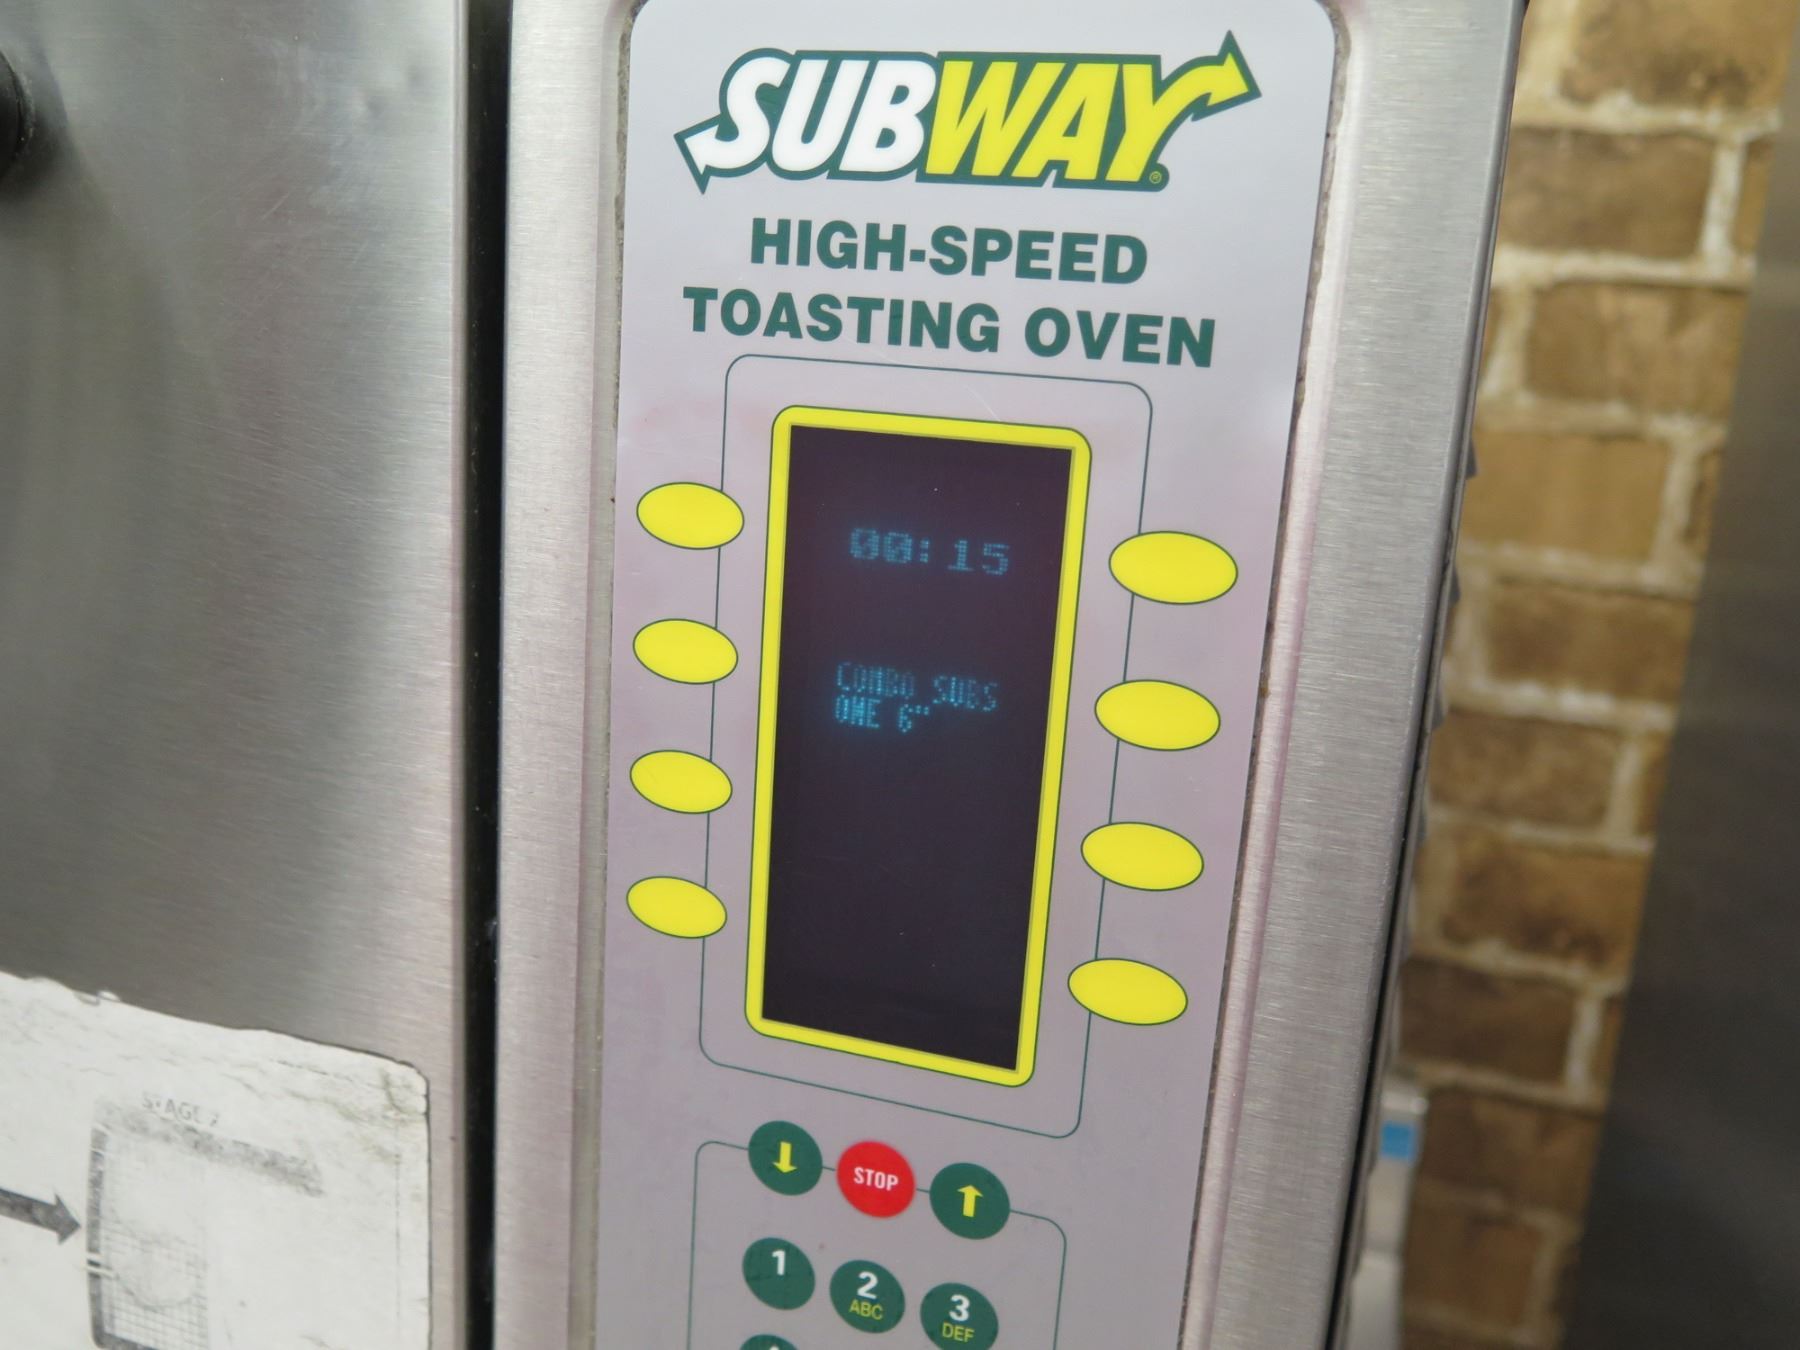 SUBWAY®
HIGH-SPEED
TOASTING OVEN
00:15
COMBO SUBS
ONE 6"
STOP
1
2
3
ABC
DEF